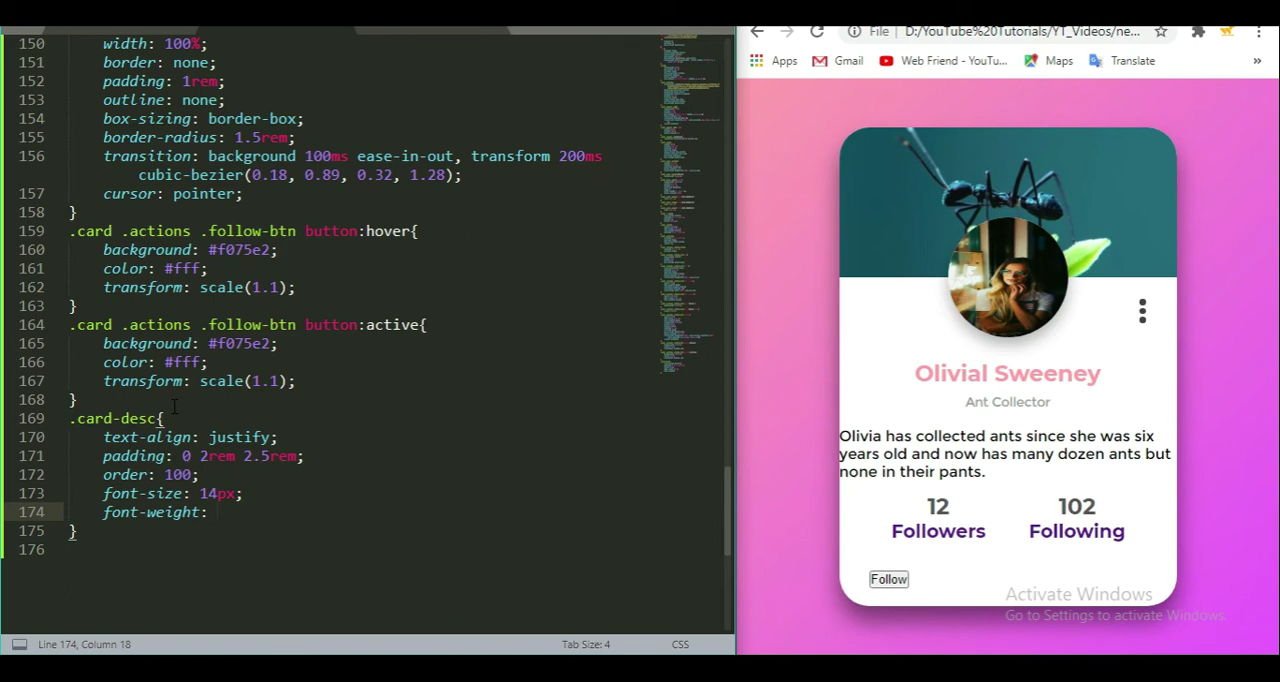 150 width: 100%;
151 border: none;
152 padding: 1rem;
153 outline: none;
154 box-sizing: border-box;
155 border-radius: 1.5rem;
156 transition: background 100ms ease-in-out, transform 200ms
cubic-bezier(0.18, 0.89, 0.32, 1.28);
157 cursor: pointer;
158 }
159 .card .actions .follow-btn button:hover{
160 background: #f075e2;
161 color: #fff;
162 transform: scale(1.1);
163 }
164 .card .actions .follow-btn button:active{
165 background: #f075e2;
166 color: #fff;
167 transform: scale(1.1);
168 }
169 .card-desc{
170 text-align: justify;
171 padding: 0 2rem 2.5rem;
172 order: 100;
173 font-size: 14px;
174 font-weight:
175 }
176
Line 174, Column 18 Tab Size: 4 CSS
File D:/YouTube%20Tutorials/YT_Videos/ne...
Apps Gmail Web Friend - YouTu... Maps Translate »
Olivial Sweeney
Ant Collector
Olivia has collected ants since she was six
years old and now has many dozen ants but
none in their pants.
12 102
Followers Following
Follow
Activate Windows
Go to Settings to activate Windows.